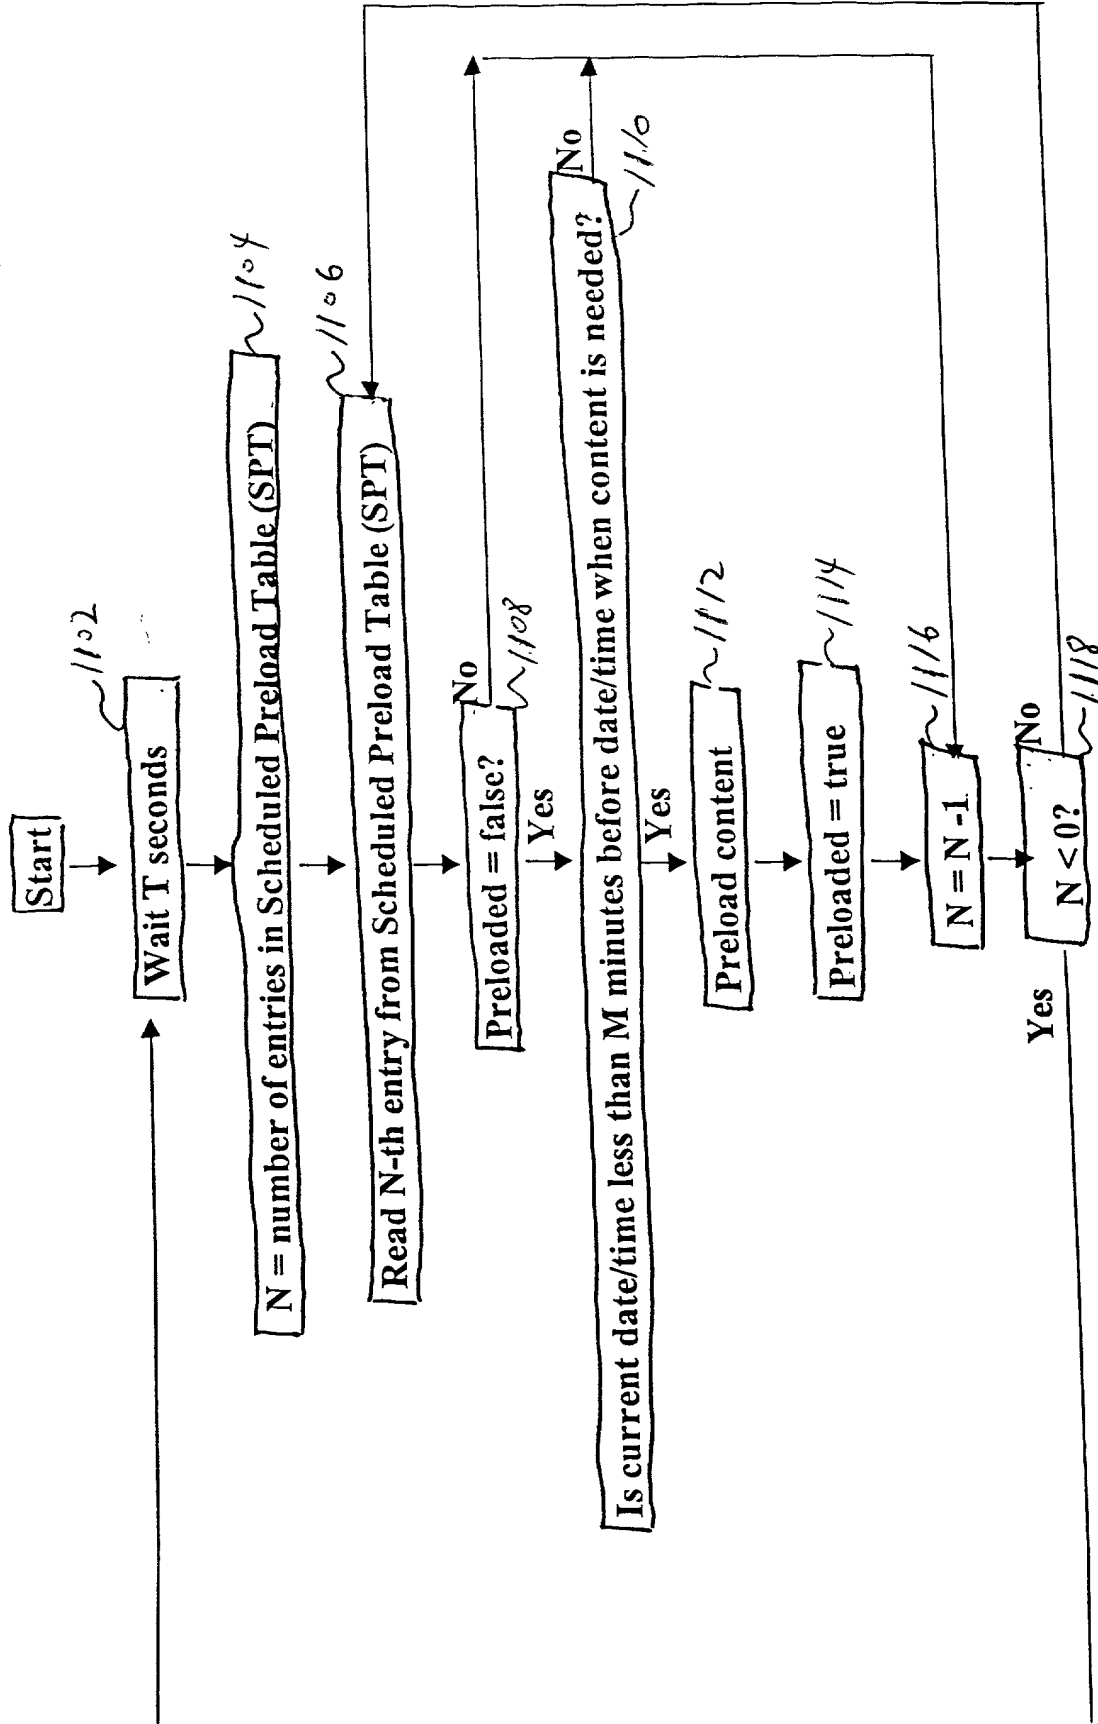 Start
Wait T seconds
1102
N = number of entries in Scheduled Preload Table (SPT)
1104
Read N-th entry from Scheduled Preload Table (SPT)
1106
Preloaded = false?
No
1108
Yes
Is current date/time less than M minutes before date/time when content is needed?
No
1110
Yes
Preload content
1112
Preloaded = true
1114
N = N -1
1116
N < 0?
No
1118
Yes